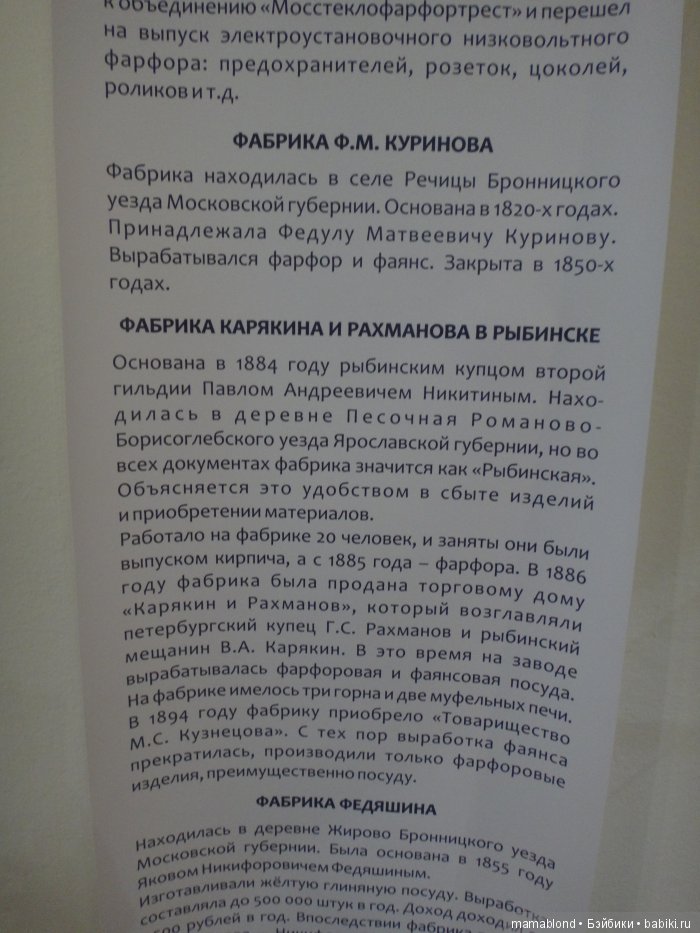 к объединению «Мосстеклофарфортрест» и перешел
на выпуск электроустановочного низковольтного
фарфора: предохранителей, розеток, цоколей,
роликов и т.д.
ФАБРИКА Ф.М. КУРИНОВА
Фабрика находилась в селе Речицы Бронницкого
уезда Московской губернии. Основана в 1820-х годах.
Принадлежала Федулу Матвеевичу Куринову.
Вырабатывался фарфор и фаянс. Закрыта в 1850-х
годах.
ФАБРИКА КАРЯКИНА И РАХМАНОВА В РЫБИНСКЕ
Основана в 1884 году рыбинским купцом второй
гильдии Павлом Андреевичем Никитиным. Нахо-
дилась в деревне Песочная Романово-
Борисоглебского уезда Ярославской губернии, но во
всех документах фабрика значится как «Рыбинская».
Объясняется это удобством в сбыте изделий
и приобретении материалов.
Работало на фабрике 20 человек, и заняты они были
выпуском кирпича, а с 1885 года – фарфора. В 1886
году фабрика была продана торговому дому
«Карякин и Рахманов», который возглавляли
петербургский купец Г.С. Рахманов и рыбинский
мещанин В.А. Карякин. В это время на заводе
вырабатывалась фарфоровая и фаянсовая посуда.
На фабрике имелось три горна и две муфельных печи.
В 1894 году фабрику приобрело «Товарищество
М.С. Кузнецова». С тех пор выработка фаянса
прекратилась, производили только фарфоровые
изделия, преимущественно посуду.
ФАБРИКА ФЕДЯШИНА
Находилась в деревне Жирово Бронницкого уезда
Московской губернии. Была основана в 1855 году
Яковом Никифоровичем Федяшиным.
Изготавливали жёлтую глиняную посуду. Выработка
составляла до 500 000 штук в год. Доход доходил
рублей в год. Впоследствии фабрика
mamablond • Бэйбики • babiki.ru